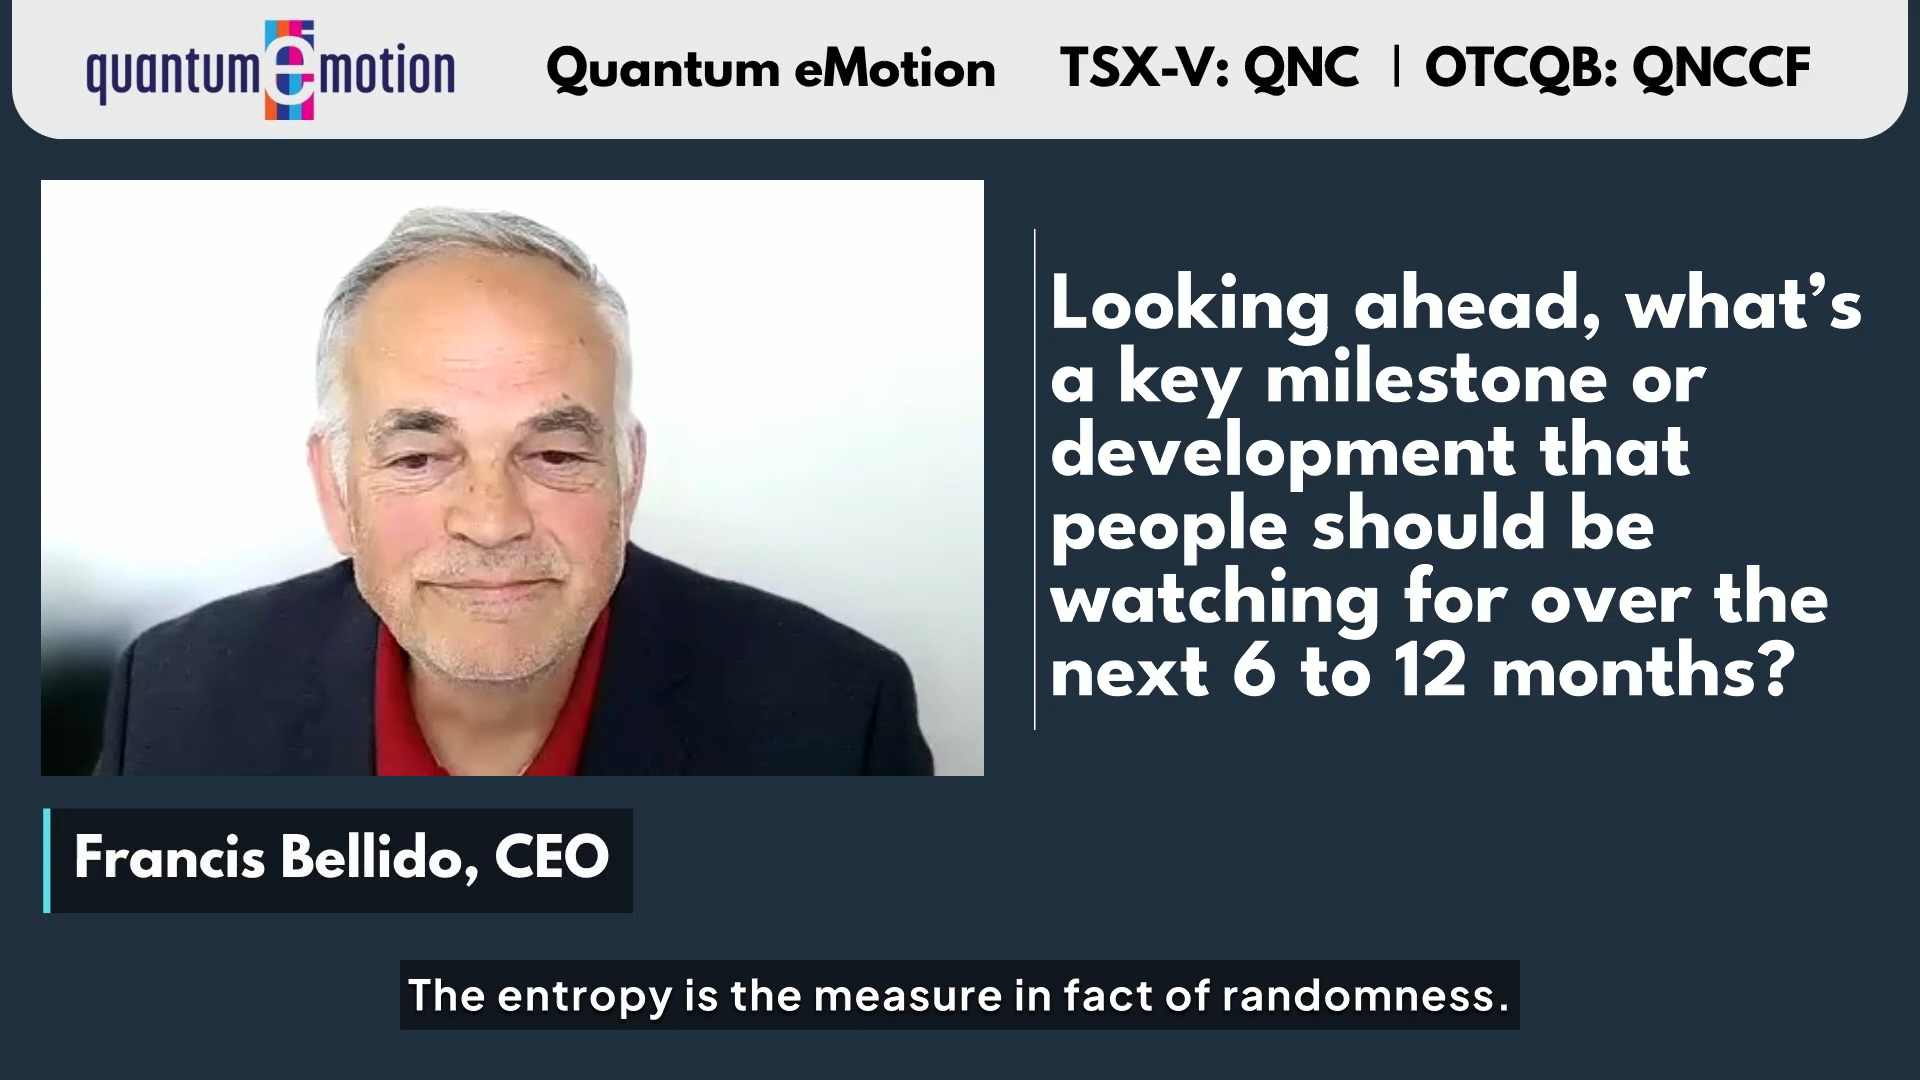 quantum eMotion
Quantum eMotion TSX-V: QNC | OTCQB: QNCCF
Looking ahead, what’s
a key milestone or
development that
people should be
watching for over the
next 6 to 12 months?
Francis Bellido, CEO
The entropy is the measure in fact of randomness.